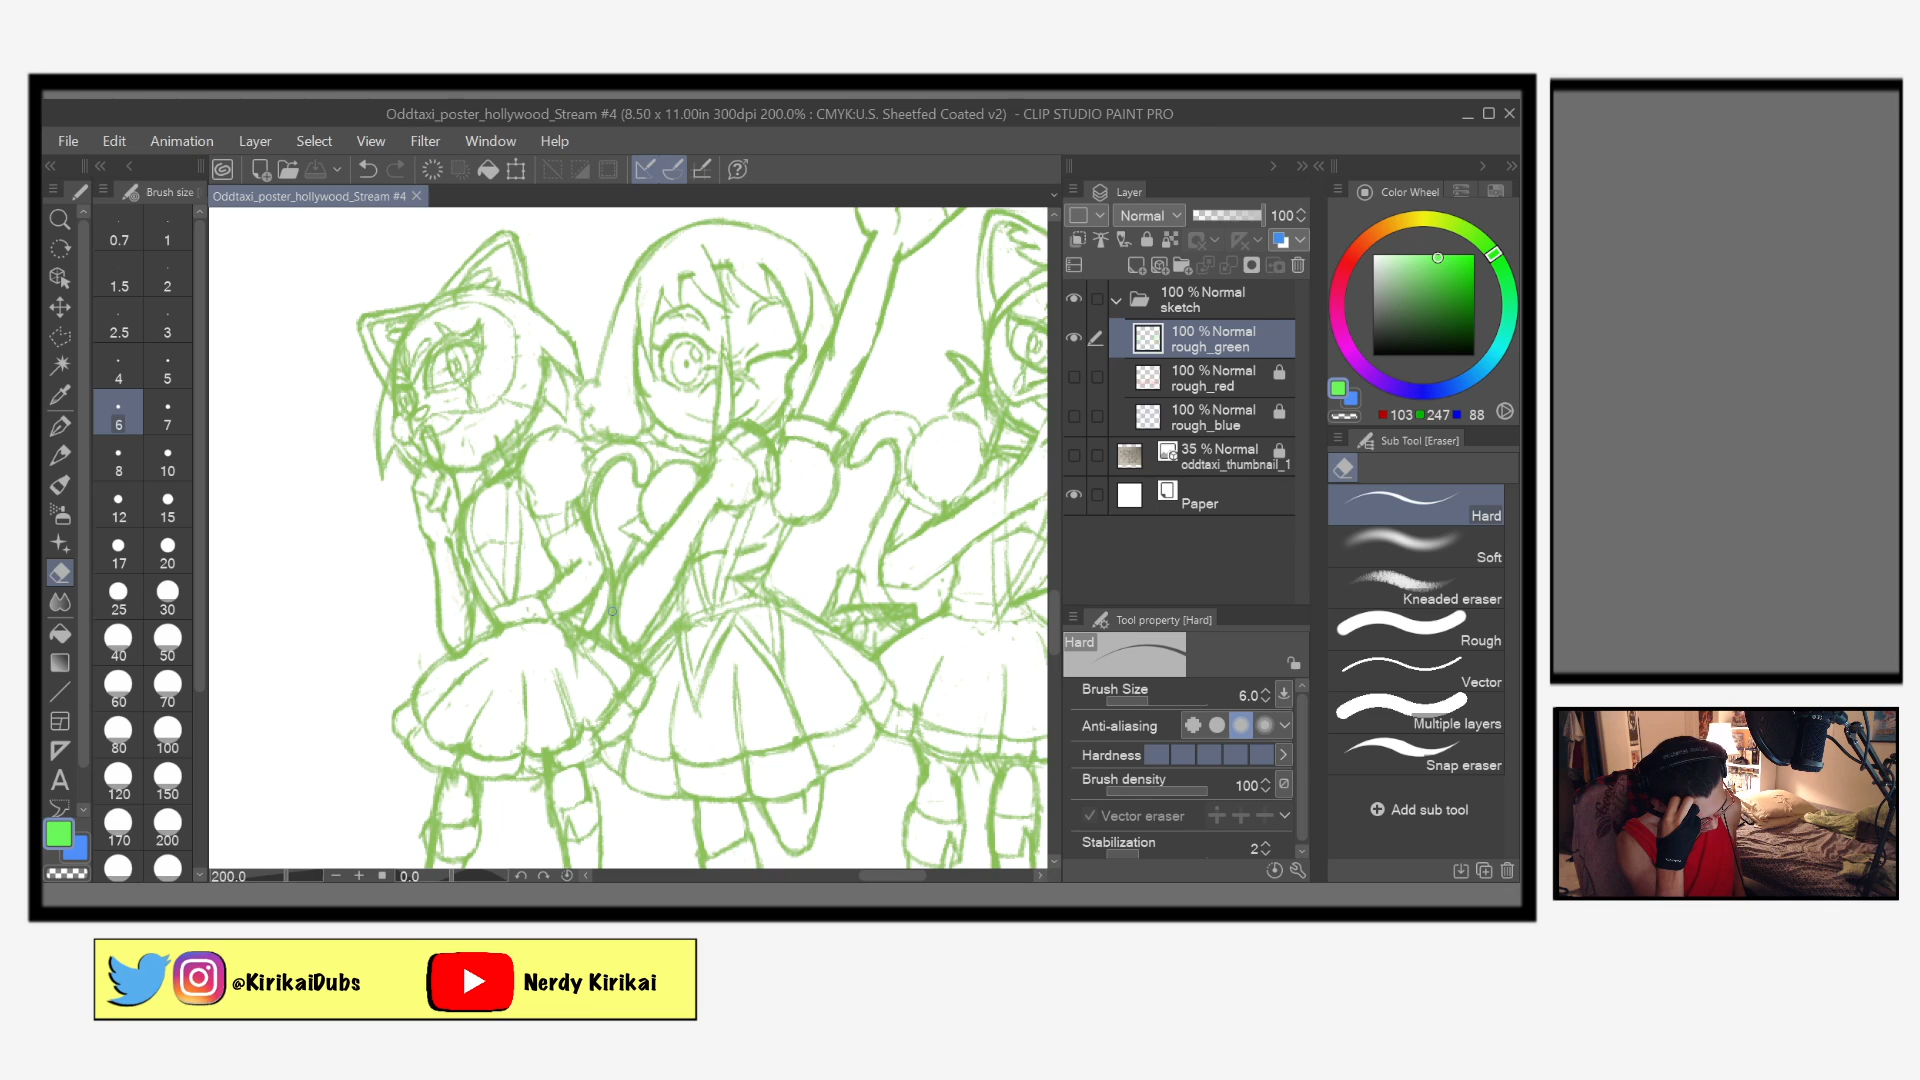 Oddtaxi_poster_hollywood_Stream #4 (8.50 x 11.00in 300dpi 200.0% : CMYK:U.S. Sheetfed Coated v2) - CLIP STUDIO PAINT PRO
File Edit Animation Layer Select View Filter Window Help
Brush size
Oddtaxi_poster_hollywood_Stream #4
0.7 1
1.5 2
2.5 3
4 5
6 7
8 10
12 15
17 20
25 30
40 50
60 70
80 100
120 150
170 200
200.0
0.0
Layer
Normal 100
100 % Normal
sketch
100 % Normal
rough_green
100 % Normal
rough_red
100 % Normal
rough_blue
35 % Normal
oddtaxi_thumbnail_1
Paper
Tool property [Hard]
Hard
Brush Size 6.0
Anti-aliasing
Hardness
Brush density 100
Vector eraser
Stabilization 2
Color Wheel
103 247 88
Sub Tool [Eraser]
Hard
Soft
Kneaded eraser
Rough
Vector
Multiple layers
Snap eraser
Add sub tool
@KirikaiDubs
Nerdy Kirikai